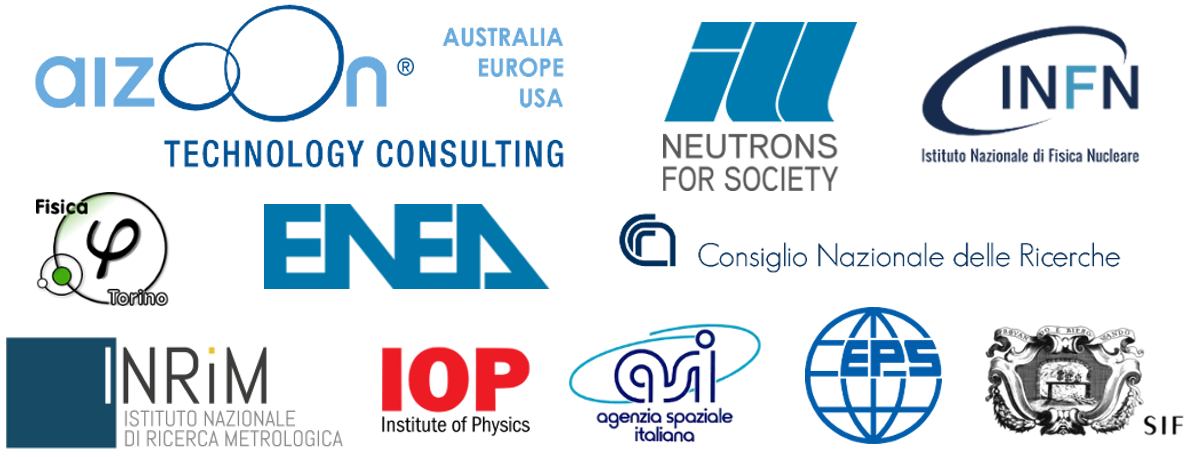 aizoon®
AUSTRALIA
EUROPE
USA
TECHNOLOGY CONSULTING
ill
NEUTRONS
FOR SOCIETY
INFN
Istituto Nazionale di Fisica Nucleare
Fisica
φ
Torino
ENEA
Consiglio Nazionale delle Ricerche
INRiM
ISTITUTO NAZIONALE
DI RICERCA METROLOGICA
IOP
Institute of Physics
asi
agenzia spaziale
italiana
EPS
SIF